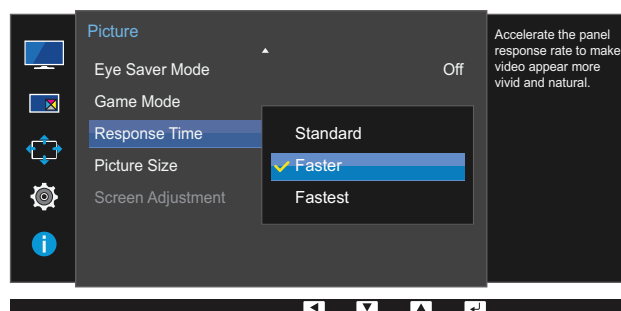 Picture
Eye Saver Mode Off
Game Mode
Response Time
Standard
Picture Size
Faster
Screen Adjustment
Fastest
Accelerate the panel
response rate to make
video appear more
vivid and natural.